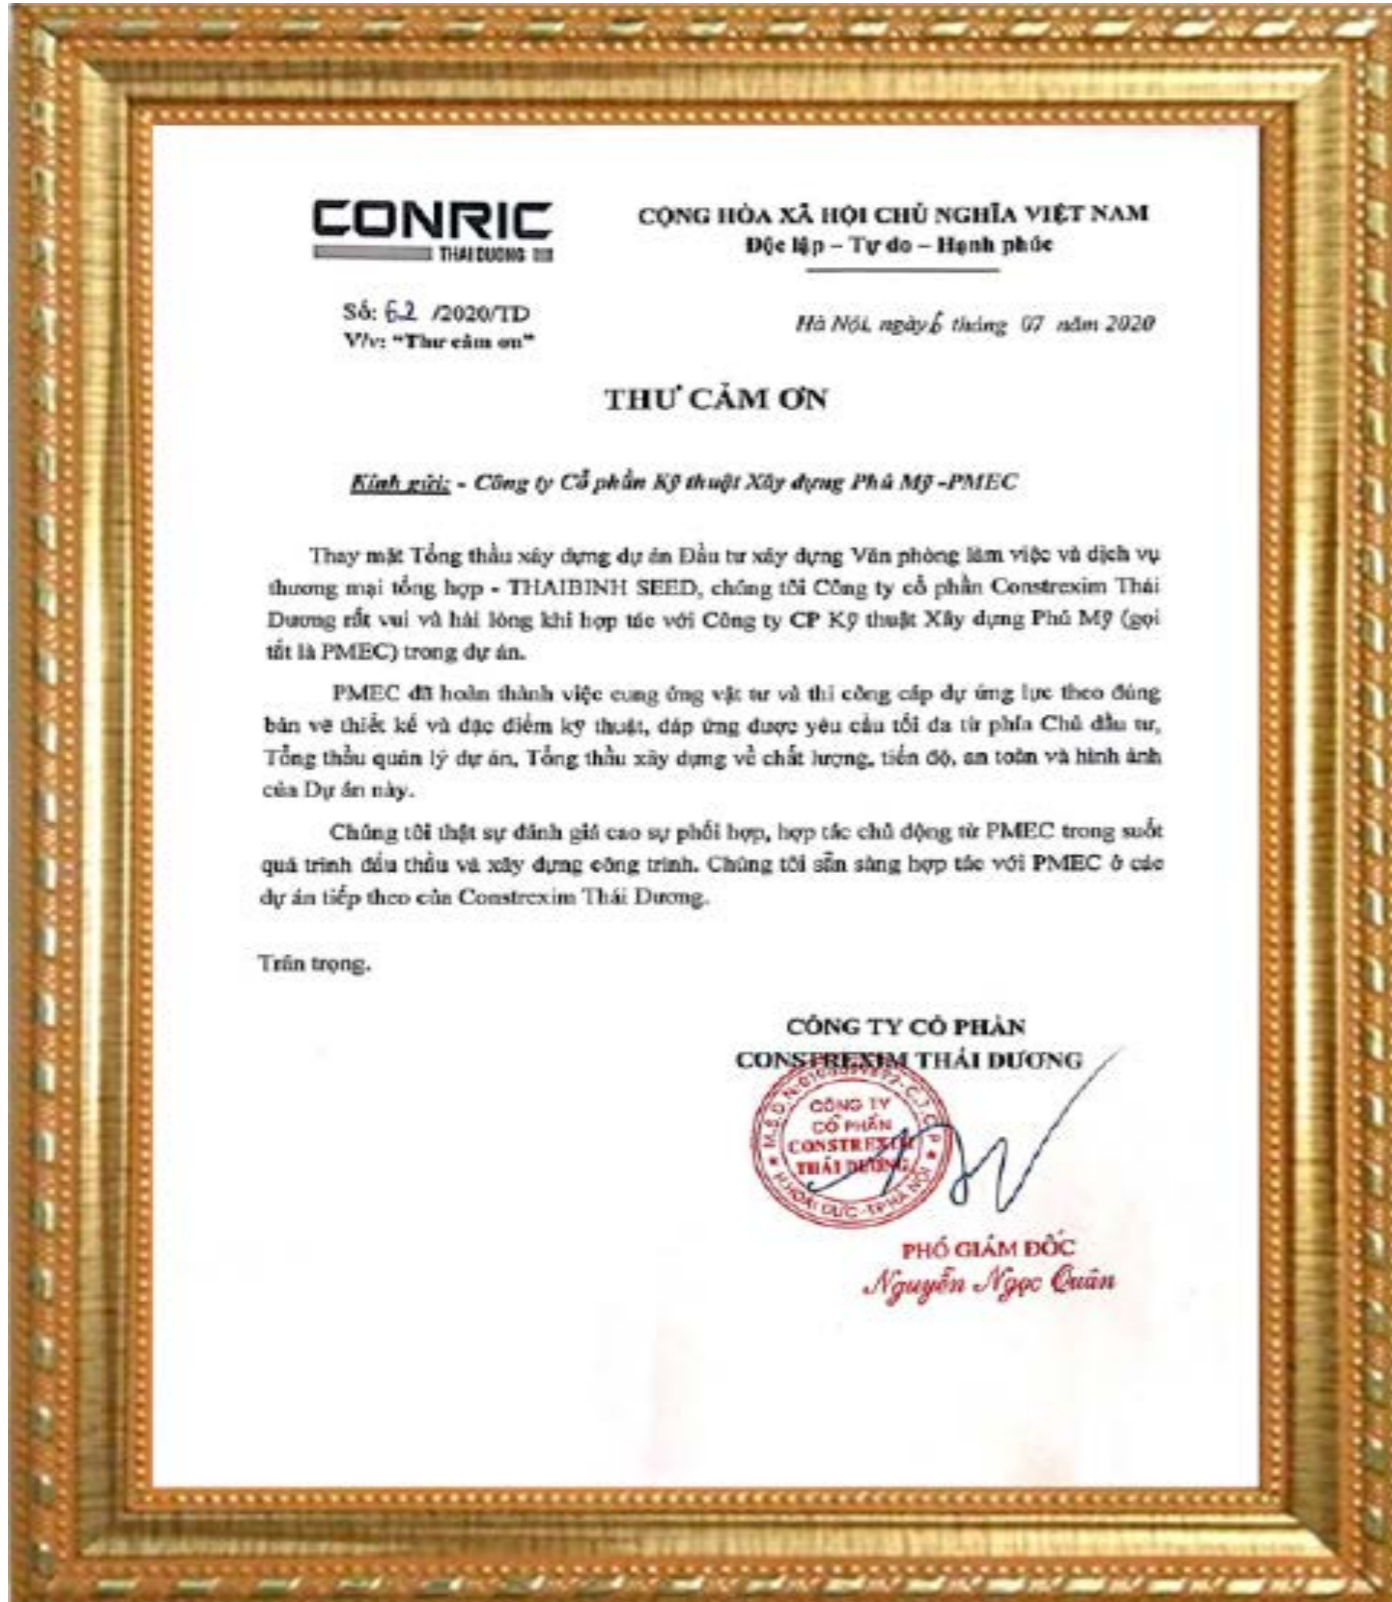 CONRIC
THAI DUONG
CỘNG HÒA XÃ HỘI CHỦ NGHĨA VIỆT NAM
Độc lập – Tự do – Hạnh phúc
Số: 62 /2020/TD
V/v: “Thư cảm ơn”
Hà Nội, ngày 6 tháng 07 năm 2020
THƯ CẢM ƠN
Kính gửi: - Công ty Cổ phần Kỹ thuật Xây dựng Phú Mỹ -PMEC
Thay mặt Tổng thầu xây dựng dự án Đầu tư xây dựng Văn phòng làm việc và dịch vụ
thương mại tổng hợp - THAIBINH SEED, chúng tôi Công ty cổ phần Constrexim Thái
Dương rất vui và hài lòng khi hợp tác với Công ty CP Kỹ thuật Xây dựng Phú Mỹ (gọi
tắt là PMEC) trong dự án.
PMEC đã hoàn thành việc cung ứng vật tư và thi công cáp dự ứng lực theo đúng
bản vẽ thiết kế và đặc điểm kỹ thuật, đáp ứng được yêu cầu tối đa từ phía Chủ đầu tư,
Tổng thầu quản lý dự án, Tổng thầu xây dựng về chất lượng, tiến độ, an toàn và hình ảnh
của Dự án này.
Chúng tôi thật sự đánh giá cao sự phối hợp, hợp tác chủ động từ PMEC trong suốt
quá trình đấu thầu và xây dựng công trình. Chúng tôi sẵn sàng hợp tác với PMEC ở các
dự án tiếp theo của Constrexim Thái Dương.
Trân trọng.
CÔNG TY CỔ PHẦN
CONSTREXIM THÁI DƯƠNG
CÔNG TY
CỔ PHẦN
CONSTREXIM
THÁI DƯƠNG
H.HOÀI ĐỨC - TP HÀ NỘI
PHÓ GIÁM ĐỐC
Nguyễn Ngọc Quân